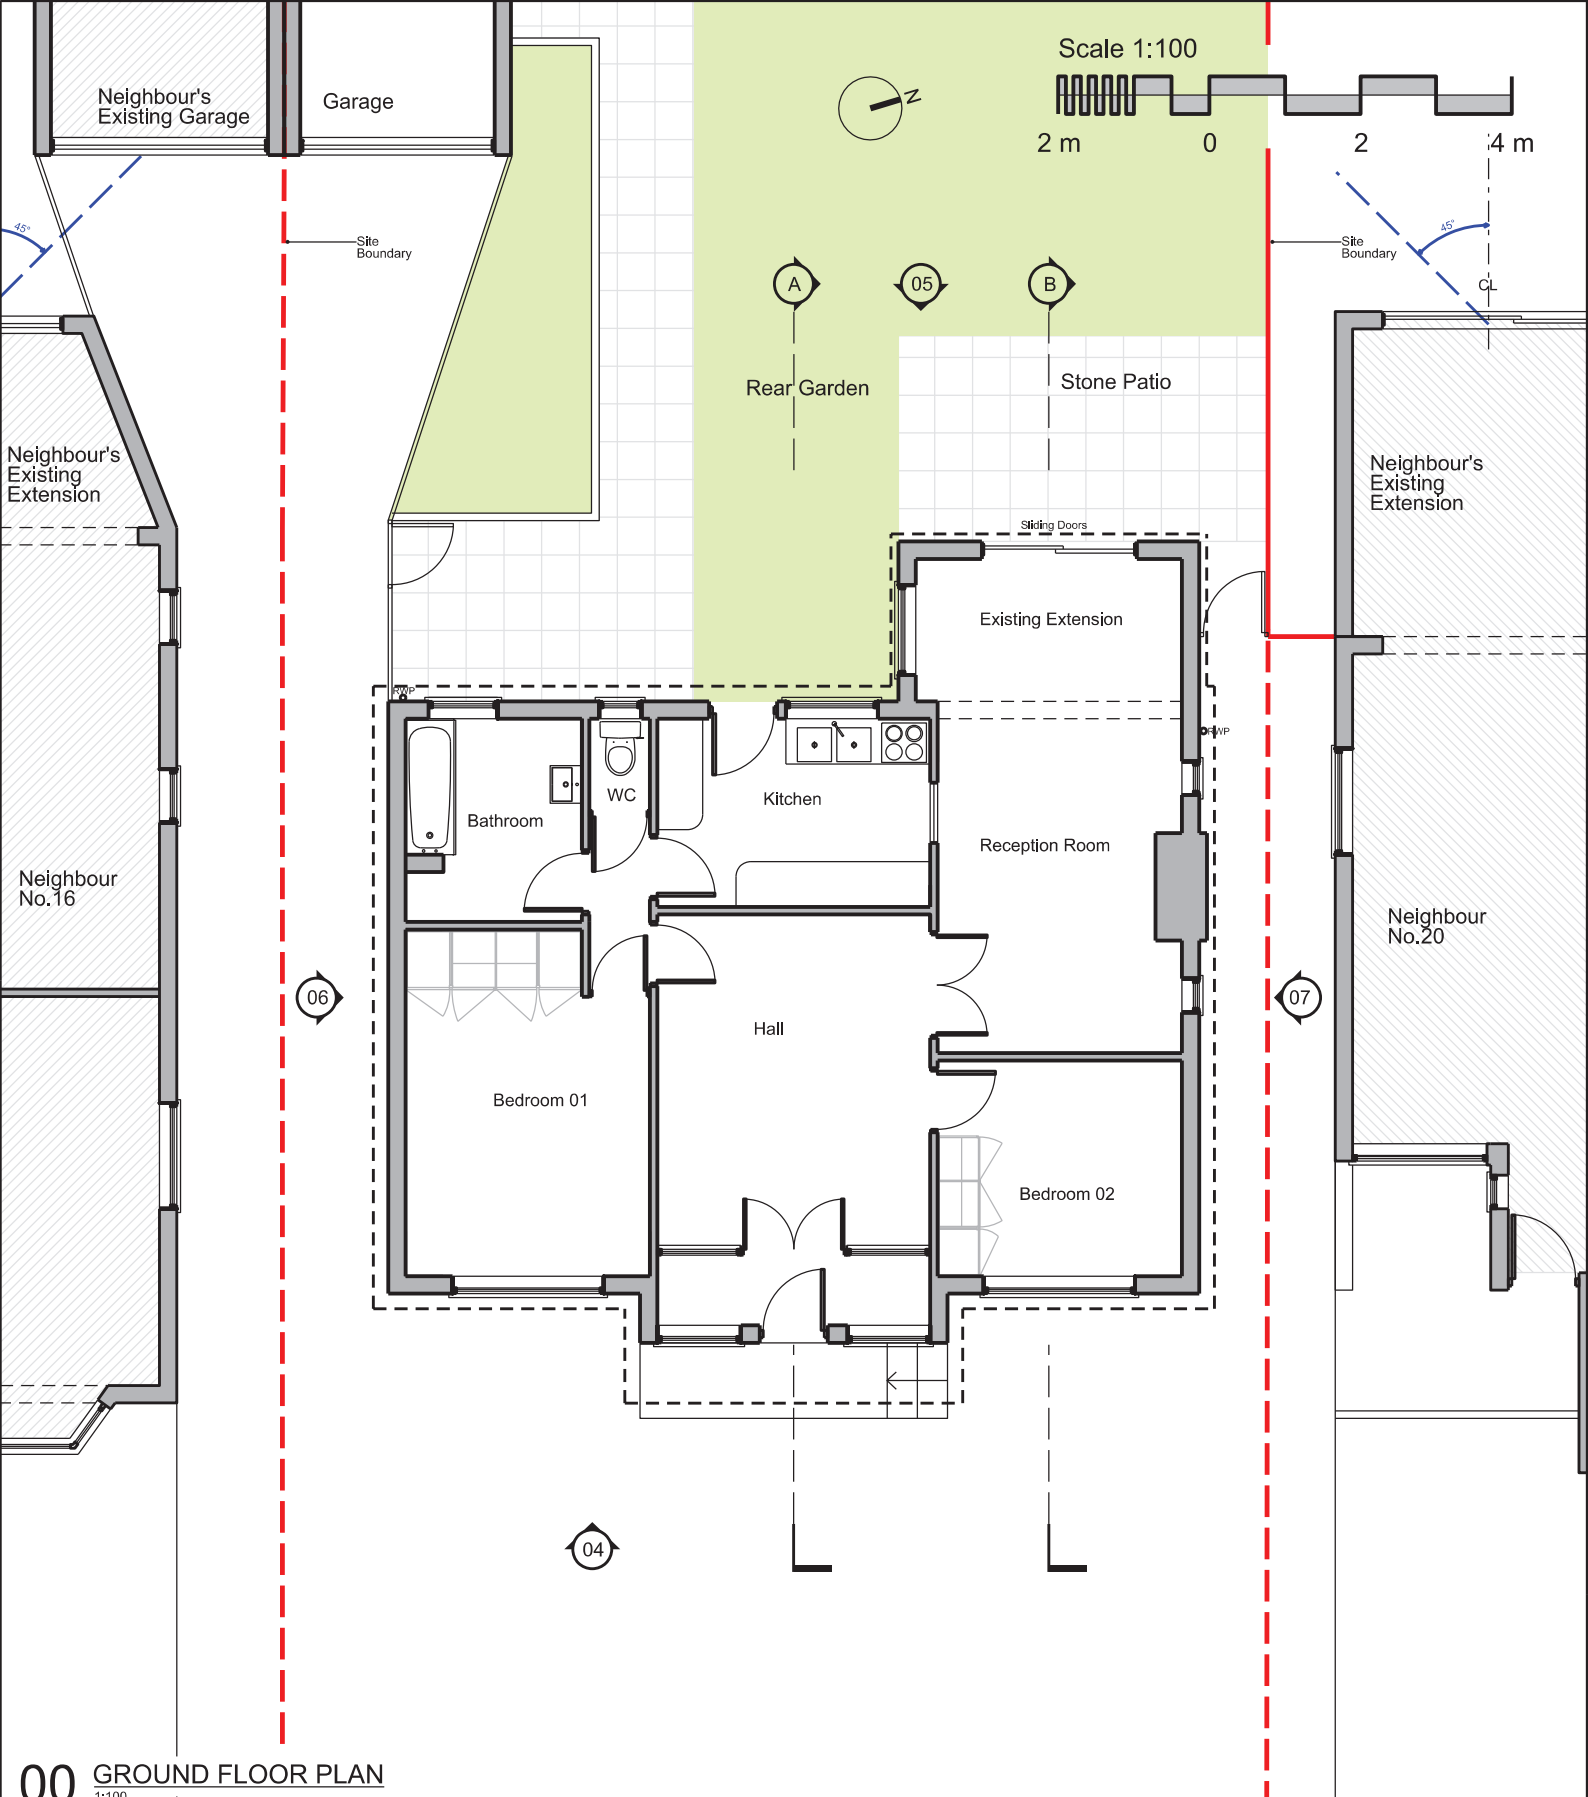 Scale 1:100
2 m
0
2
4 m
N
Neighbour's
Existing Garage
Garage
45°
Site
Boundary
45°
Site
Boundary
CL
A
05
B
Rear Garden
Stone Patio
Neighbour's
Existing
Extension
Neighbour's
Existing
Extension
Sliding Doors
Existing Extension
RWP
RWP
WC
Kitchen
Bathroom
Reception Room
Neighbour
No.16
Neighbour
No.20
06
07
Hall
Bedroom 01
Bedroom 02
04
00 GROUND FLOOR PLAN
1:100